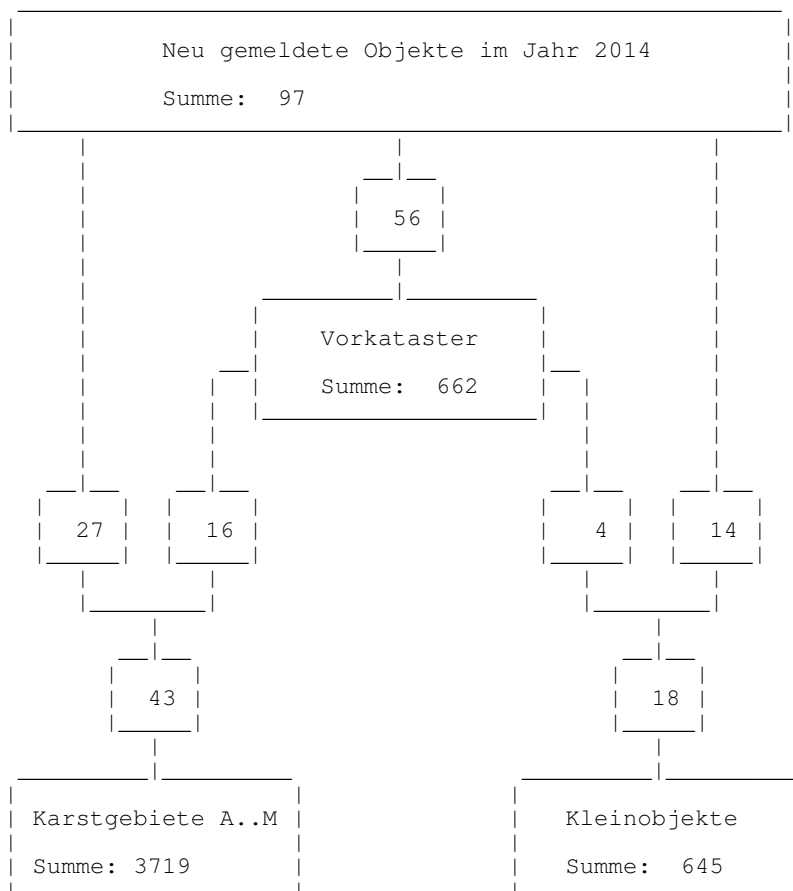 Neu gemeldete Objekte im Jahr 2014
Summe: 97
56
Vorkataster
Summe: 662
27 16 4 14
43 18
Karstgebiete A..M Kleinobjekte
Summe: 3719 Summe: 645